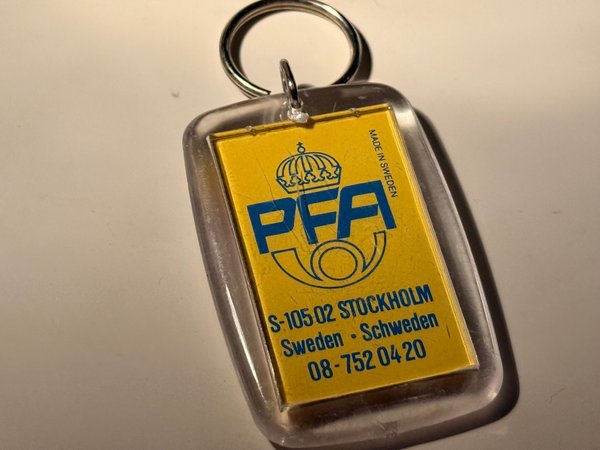 MADE IN SWEDEN
PFA
S-105 02 STOCKHOLM
Sweden · Schweden
08-752 04 20